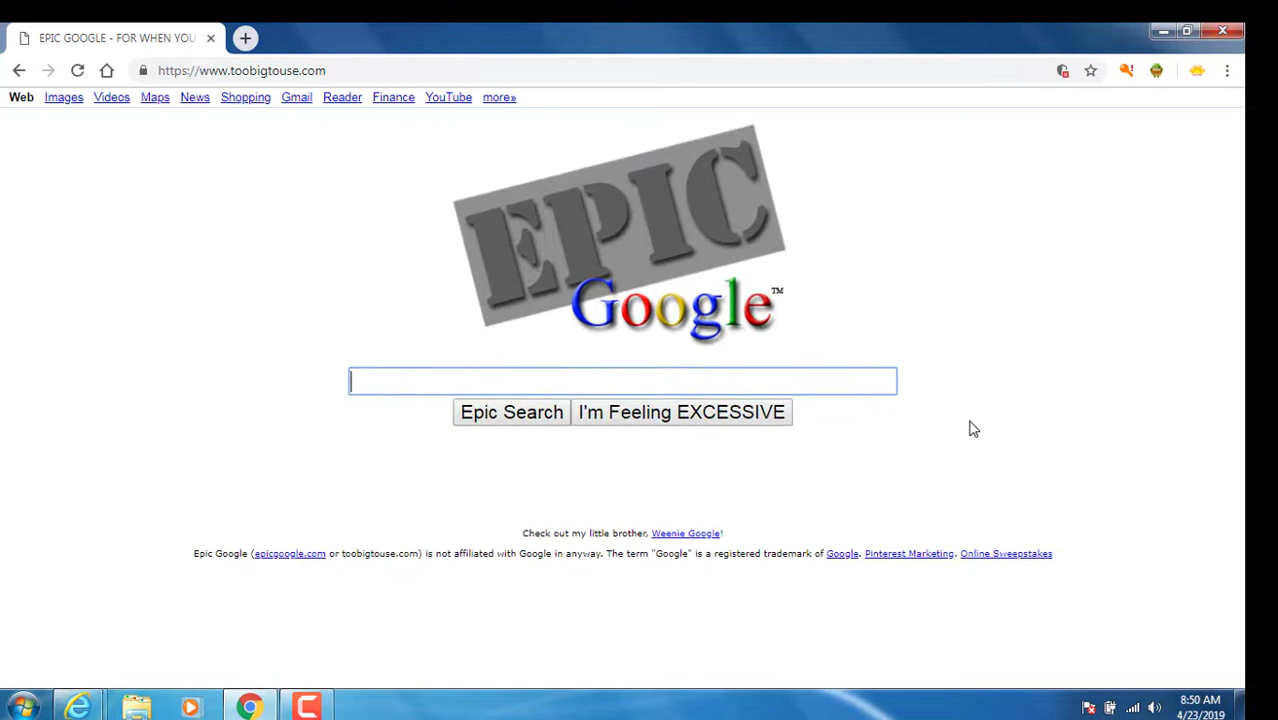 EPIC GOOGLE - FOR WHEN YOU
https://www.toobigtouse.com
Web Images Videos Maps News Shopping Gmail Reader Finance YouTube more»
EPIC
Google™
Epic Search I'm Feeling EXCESSIVE
Check out my little brother, Weenie Google!
Epic Google (epicgoogle.com or toobigtouse.com) is not affiliated with Google in anyway. The term "Google" is a registered trademark of Google. Pinterest Marketing. Online Sweepstakes
8:50 AM
4/23/2019